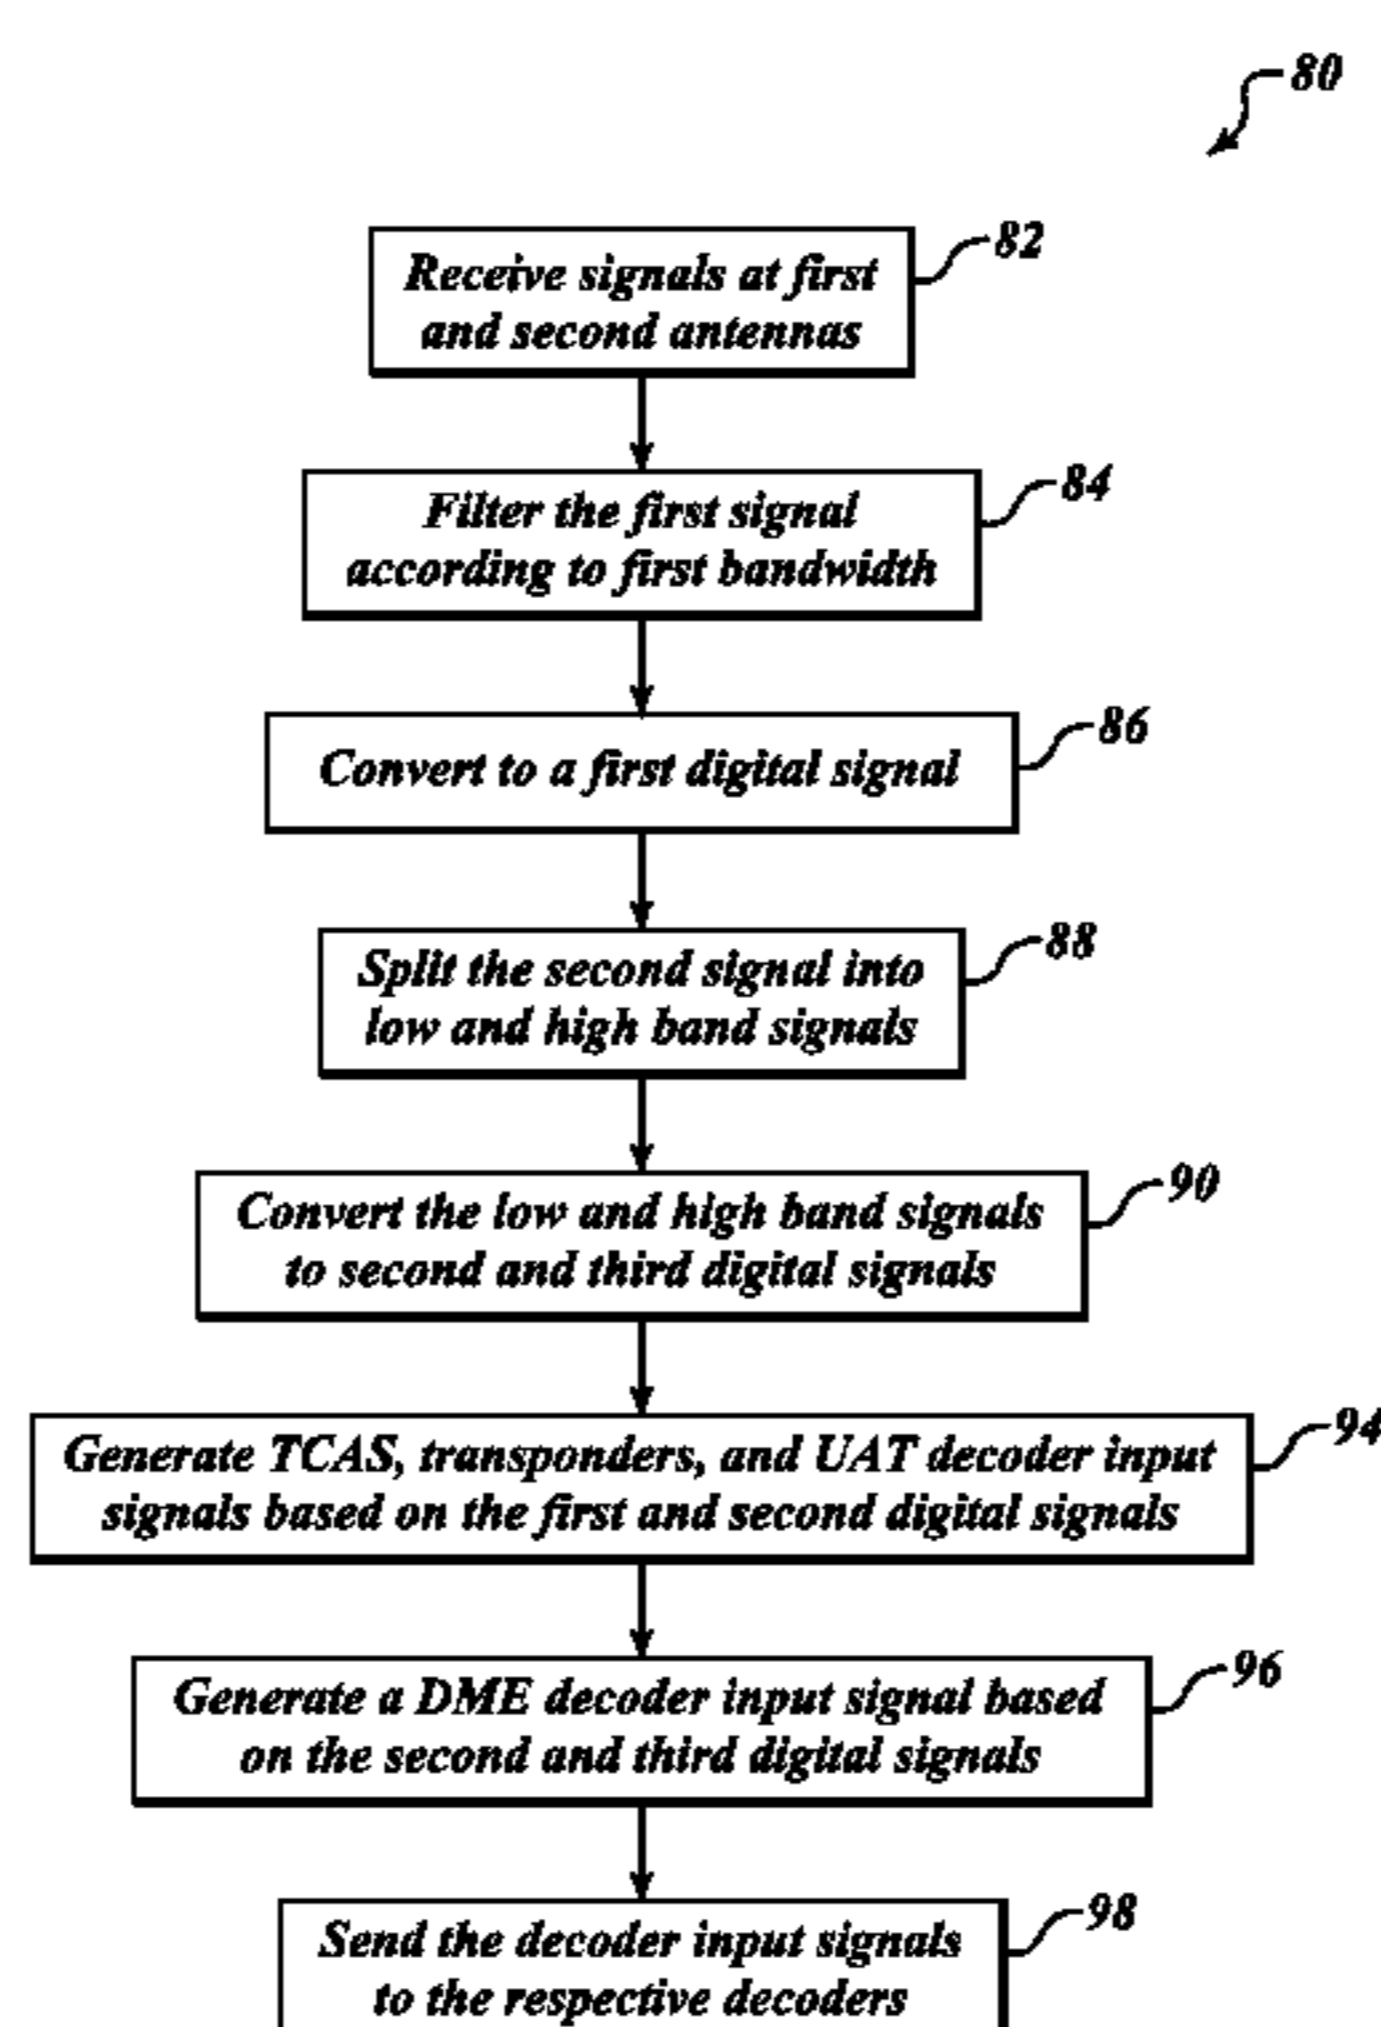 80
82
Receive signals at first
and second antennas
84
Filter the first signal
according to first bandwidth
86
Convert to a first digital signal
88
Split the second signal into
low and high band signals
90
Convert the low and high band signals
to second and third digital signals
94
Generate TCAS, transponders, and UAT decoder input
signals based on the first and second digital signals
96
Generate a DME decoder input signal based
on the second and third digital signals
98
Send the decoder input signals
to the respective decoders